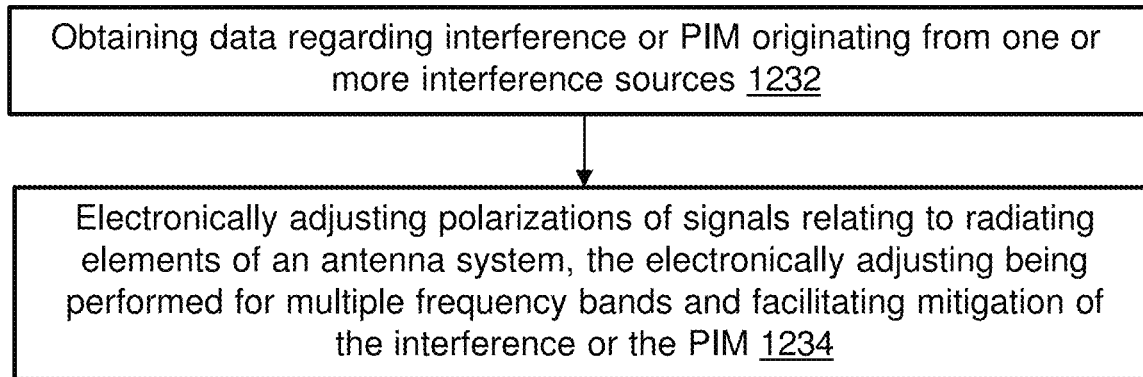 Obtaining data regarding interference or PIM originating from one or
more interference sources 1232
Electronically adjusting polarizations of signals relating to radiating
elements of an antenna system, the electronically adjusting being
performed for multiple frequency bands and facilitating mitigation of
the interference or the PIM 1234